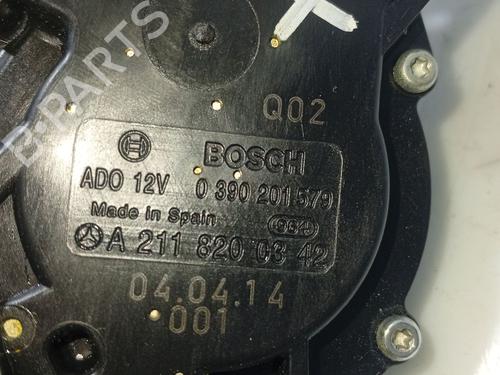 Q02
BOSCH
ADO 12V 0 390 201 579
Made in Spain
A 211 820 03 42
04.04.14
001
B-PARTS